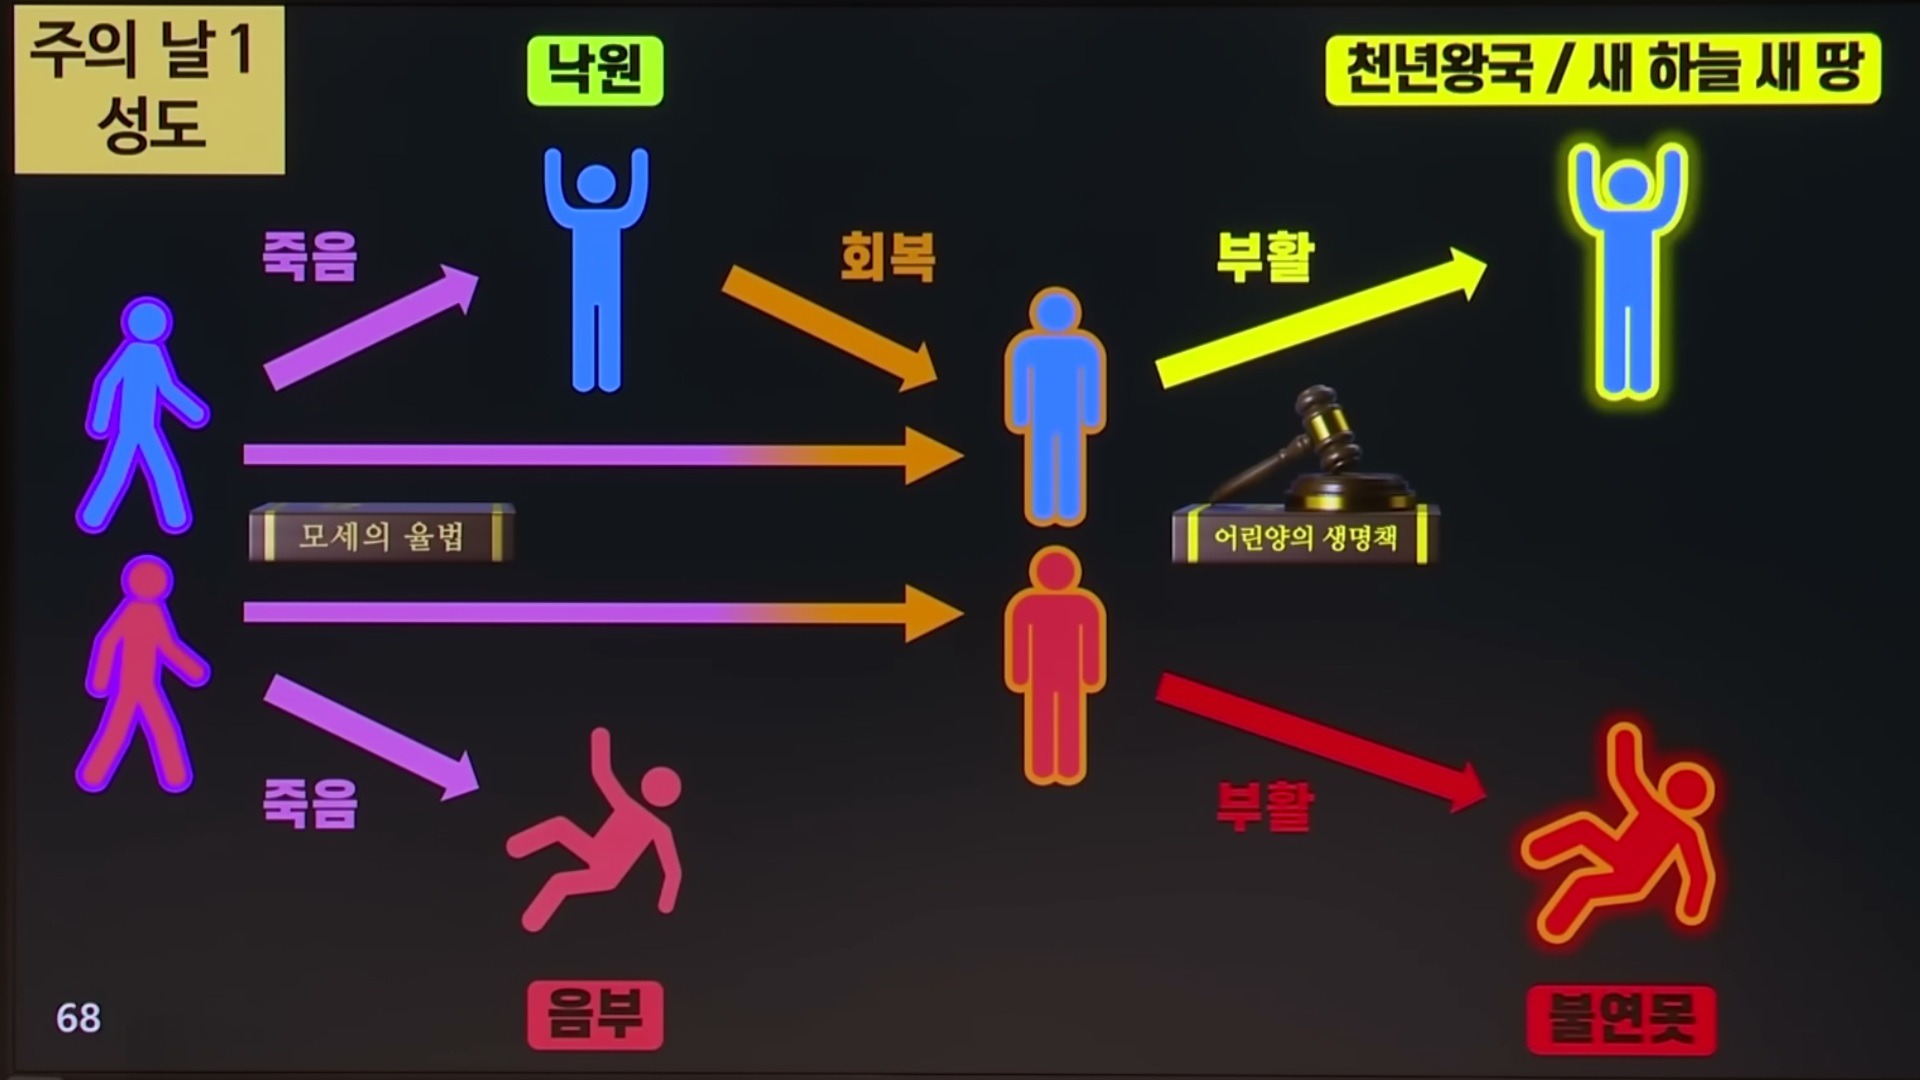 주의 날 1
성도
낙원
천년왕국 / 새 하늘 새 땅
죽음
회복
부활
모세의 율법
어린양의 생명책
죽음
부활
음부
불연못
68